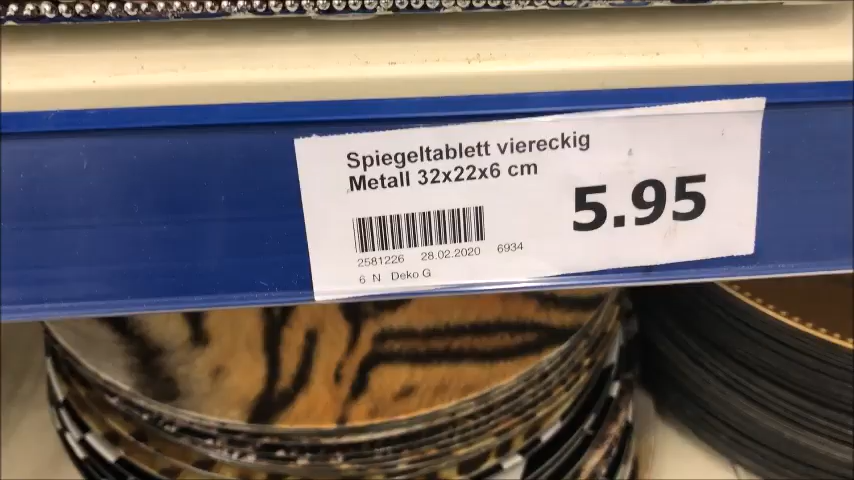 Spiegeltablett viereckig
Metall 32x22x6 cm
5.95
2581226 28.02.2020 6934
6 N Deko G